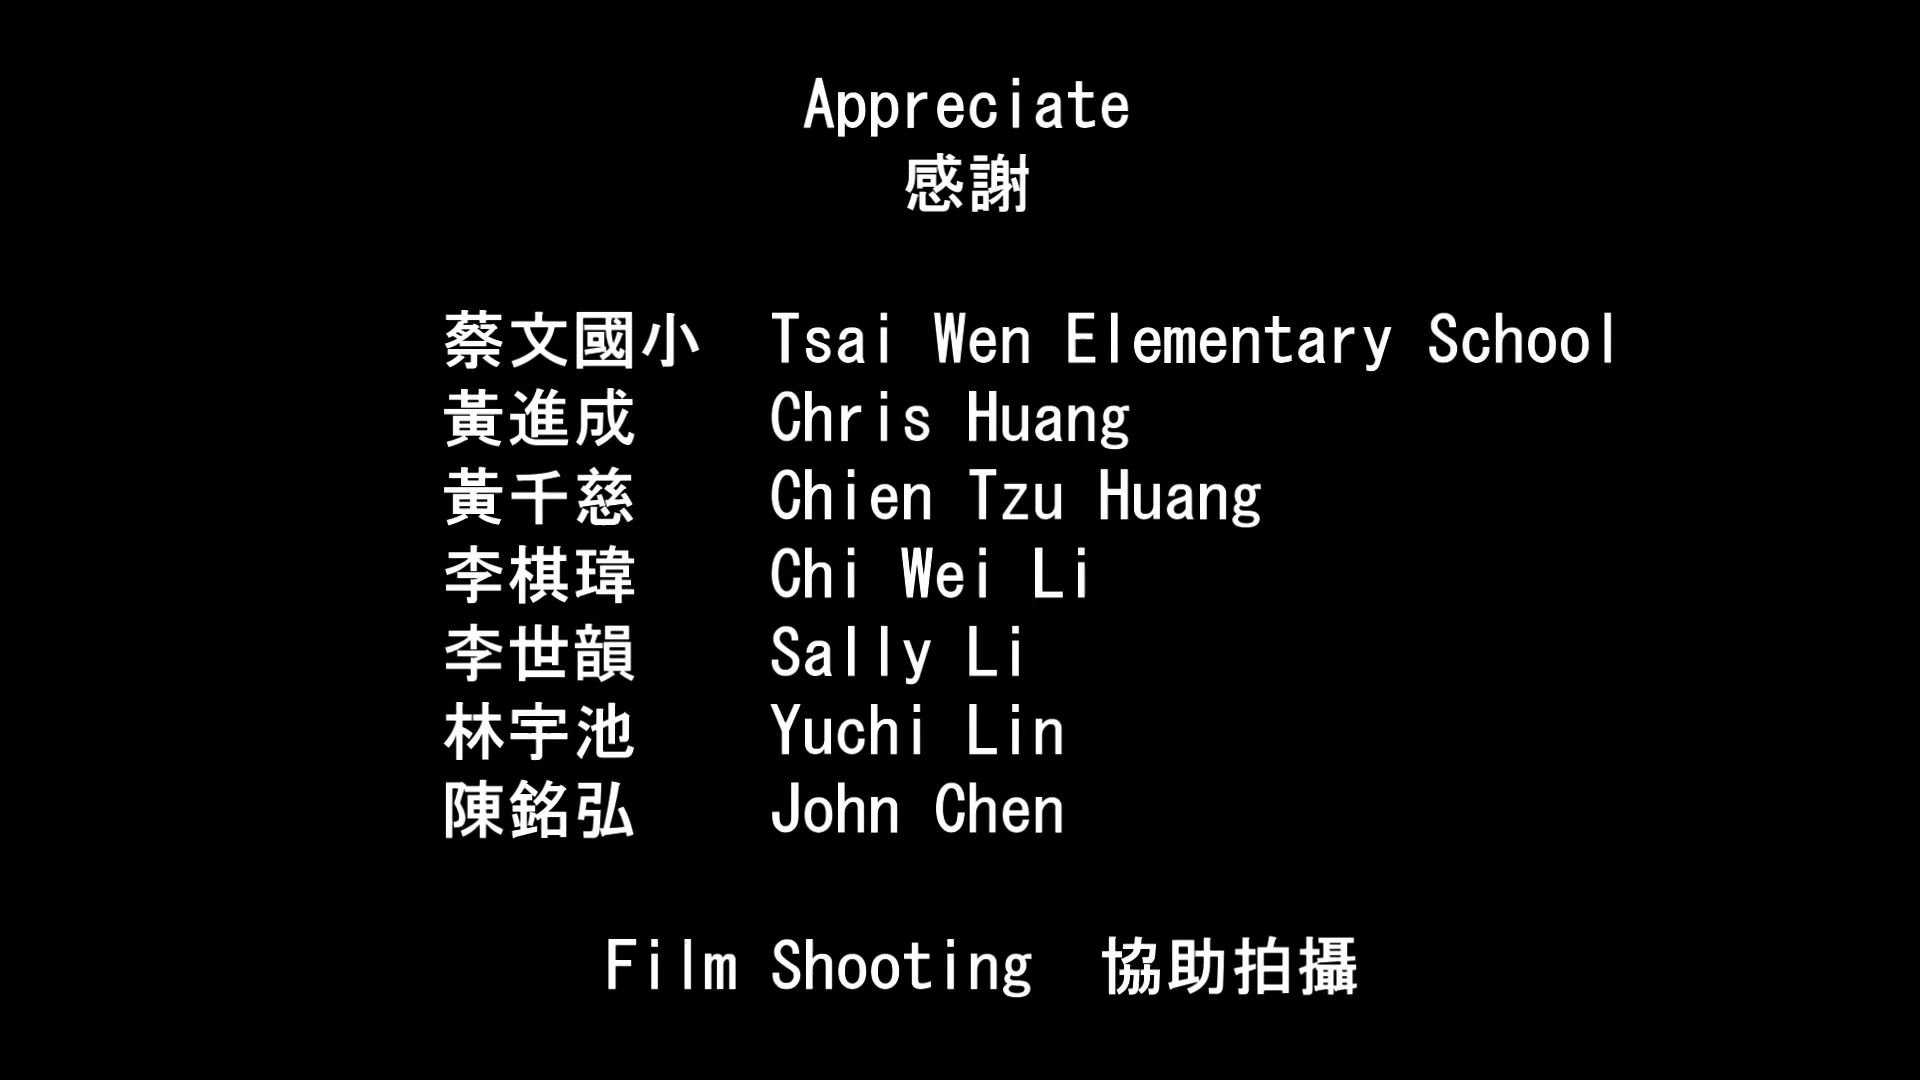 Appreciate
感謝
蔡文國小 Tsai Wen Elementary School
黃進成 Chris Huang
黃千慈 Chien Tzu Huang
李棋瑋 Chi Wei Li
李世韻 Sally Li
林宇池 Yuchi Lin
陳銘弘 John Chen
Film Shooting 協助拍攝